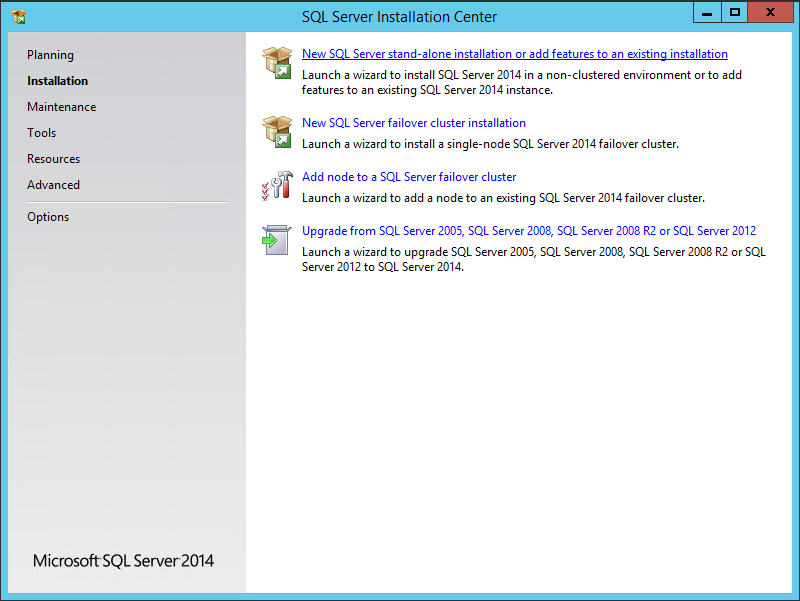 SQL Server Installation Center
Planning
Installation
Maintenance
Tools
Resources
Advanced
Options
New SQL Server stand-alone installation or add features to an existing installation
Launch a wizard to install SQL Server 2014 in a non-clustered environment or to add
features to an existing SQL Server 2014 instance.
New SQL Server failover cluster installation
Launch a wizard to install a single-node SQL Server 2014 failover cluster.
Add node to a SQL Server failover cluster
Launch a wizard to add a node to an existing SQL Server 2014 failover cluster.
Upgrade from SQL Server 2005, SQL Server 2008, SQL Server 2008 R2 or SQL Server 2012
Launch a wizard to upgrade SQL Server 2005, SQL Server 2008, SQL Server 2008 R2 or SQL
Server 2012 to SQL Server 2014.
Microsoft SQL Server 2014